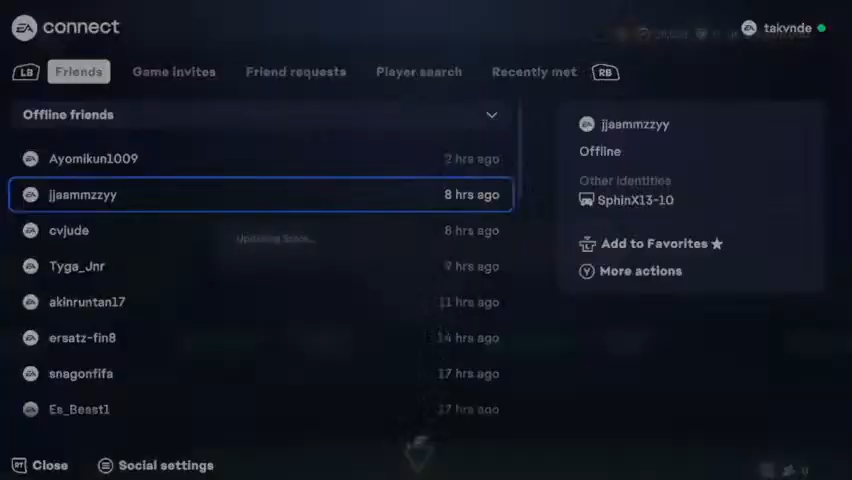 EA connect
takvnde
LB Friends Game invites Friend requests Player search Recently met RB
Offline friends
Ayomikun1009 2 hrs ago
jjaammzzyy 8 hrs ago
cvjude 8 hrs ago
Tyga_Jnr 9 hrs ago
akinruntan17 11 hrs ago
ersatz-fin8 14 hrs ago
snagonfifa 17 hrs ago
Es_Beast1 17 hrs ago
jjaammzzyy
Offline
Other identities
SphinX13-10
L Add to Favorites
Y More actions
RT Close Social settings